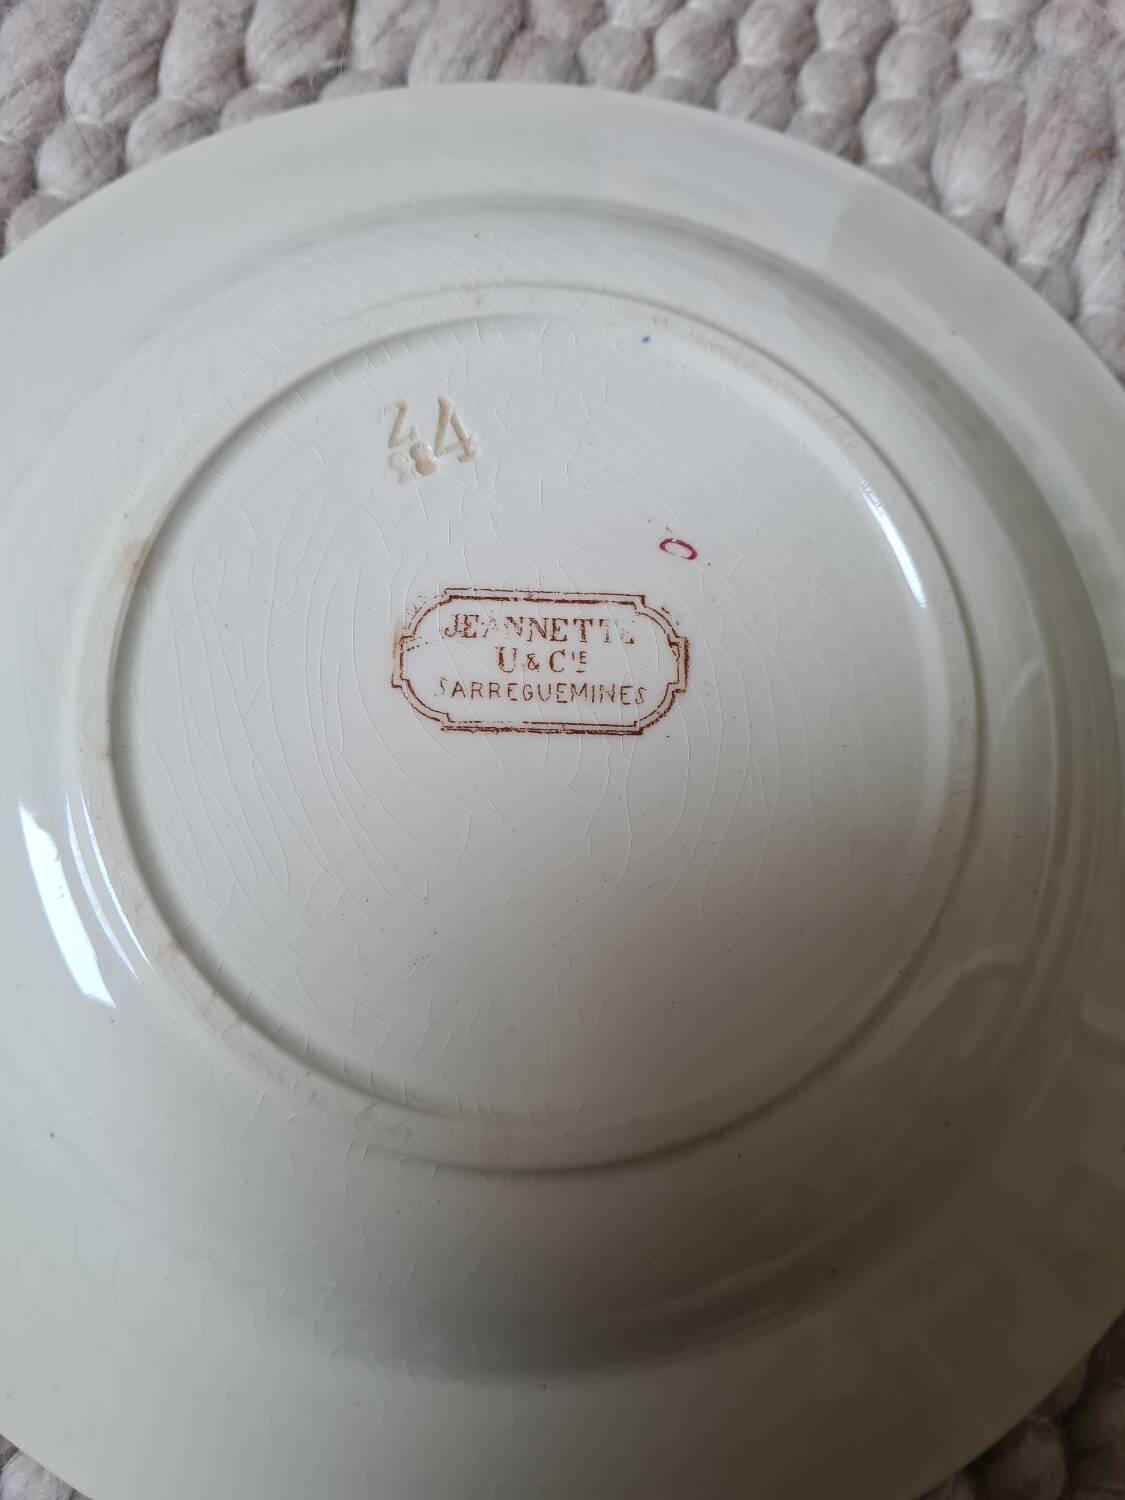 44
JEANNETTE
U & CIE
SARREGUEMINES